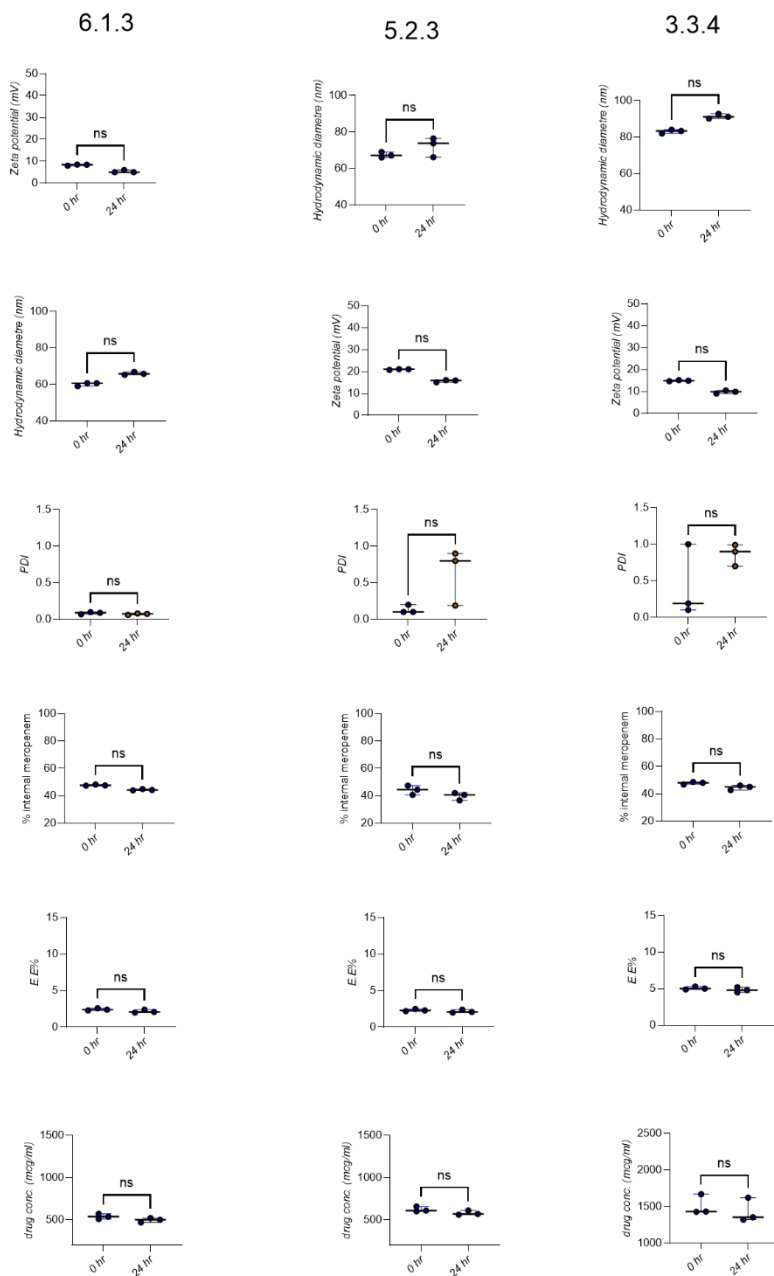 6.1.3
5.2.3
3.3.4
Zeta potential (mV)
50
40
30
20
10
0
ns
0 hr
24 hr
Hydrodynamic diametre (nm)
100
80
60
40
ns
0 hr
24 hr
Hydrodynamic diametre (nm)
100
80
60
40
ns
0 hr
24 hr
Hydrodynamic diametre (nm)
100
80
60
40
ns
0 hr
24 hr
Zeta potential (mV)
50
40
30
20
10
0
ns
0 hr
24 hr
Zeta potential (mV)
50
40
30
20
10
0
ns
0 hr
24 hr
PDI
1.5
1.0
0.5
0.0
ns
0 hr
24 hr
PDI
1.5
1.0
0.5
0.0
ns
0 hr
24 hr
PDI
1.5
1.0
0.5
0.0
ns
0 hr
24 hr
% internal meropenem
100
80
60
40
20
ns
0 hr
24 hr
% internal meropenem
100
80
60
40
20
ns
0 hr
24 hr
% internal meropenem
100
80
60
40
20
ns
0 hr
24 hr
E.E%
15
10
5
0
ns
0 hr
24 hr
E.E%
15
10
5
0
ns
0 hr
24 hr
E.E%
15
10
5
0
ns
0 hr
24 hr
drug conc. (mcg/ml)
1500
1000
500
ns
0 hr
24 hr
drug conc. (mcg/ml)
1500
1000
500
ns
0 hr
24 hr
drug conc. (mcg/ml)
2500
2000
1500
1000
ns
0 hr
24 hr